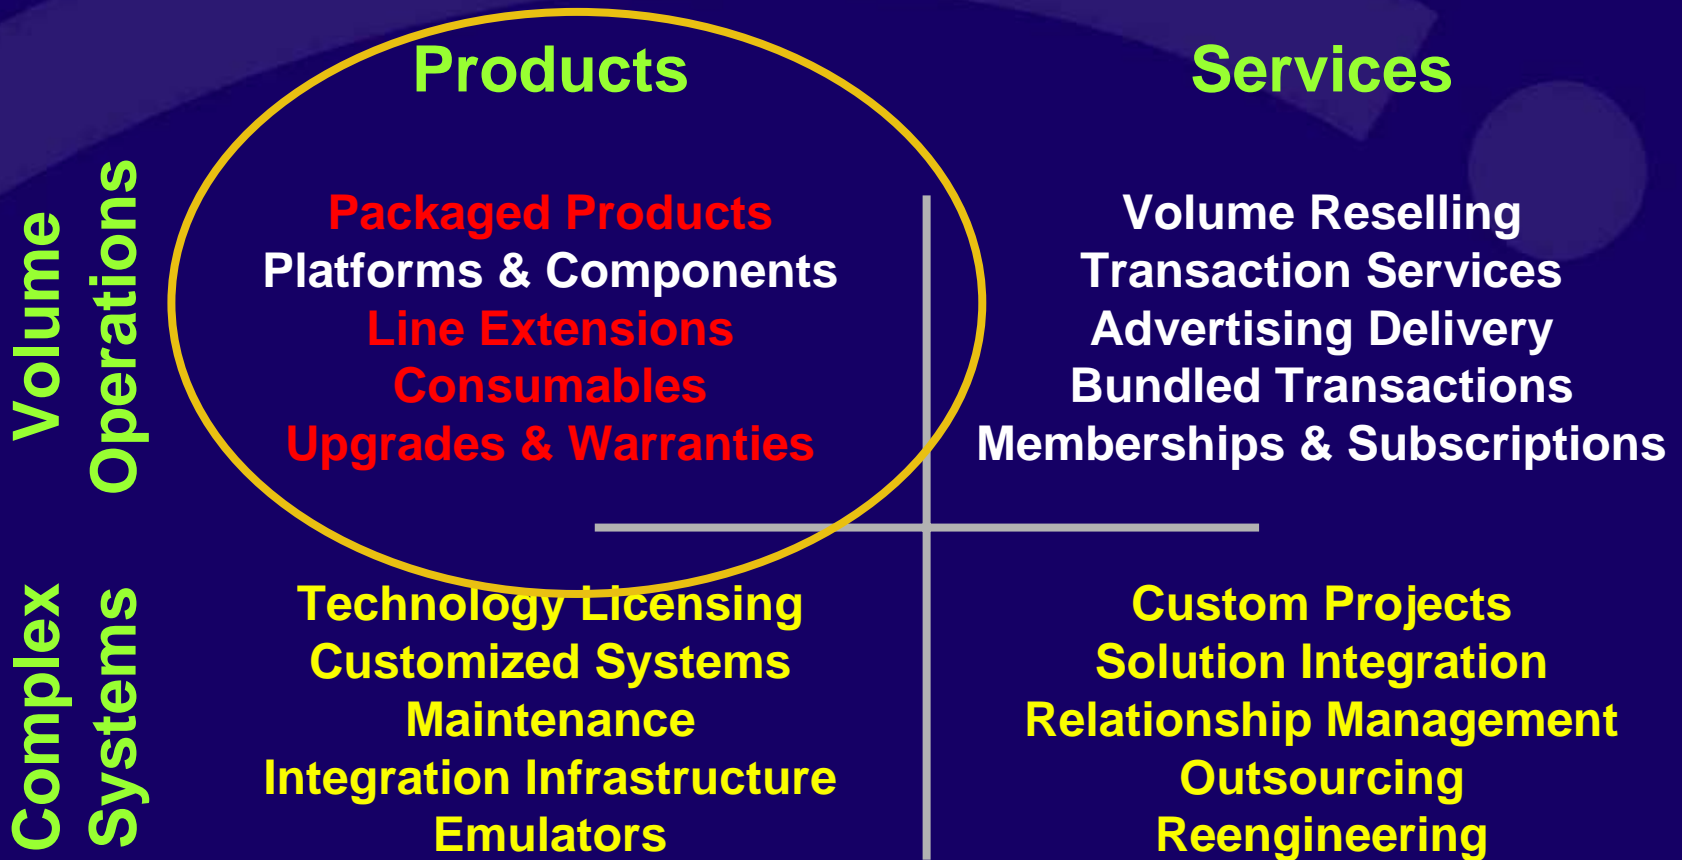 Products
Services
Volume
Operations
Packaged Products
Platforms & Components
Line Extensions
Consumables
Upgrades & Warranties
Volume Reselling
Transaction Services
Advertising Delivery
Bundled Transactions
Memberships & Subscriptions
Complex
Systems
Technology Licensing
Customized Systems
Maintenance
Integration Infrastructure
Emulators
Custom Projects
Solution Integration
Relationship Management
Outsourcing
Reengineering